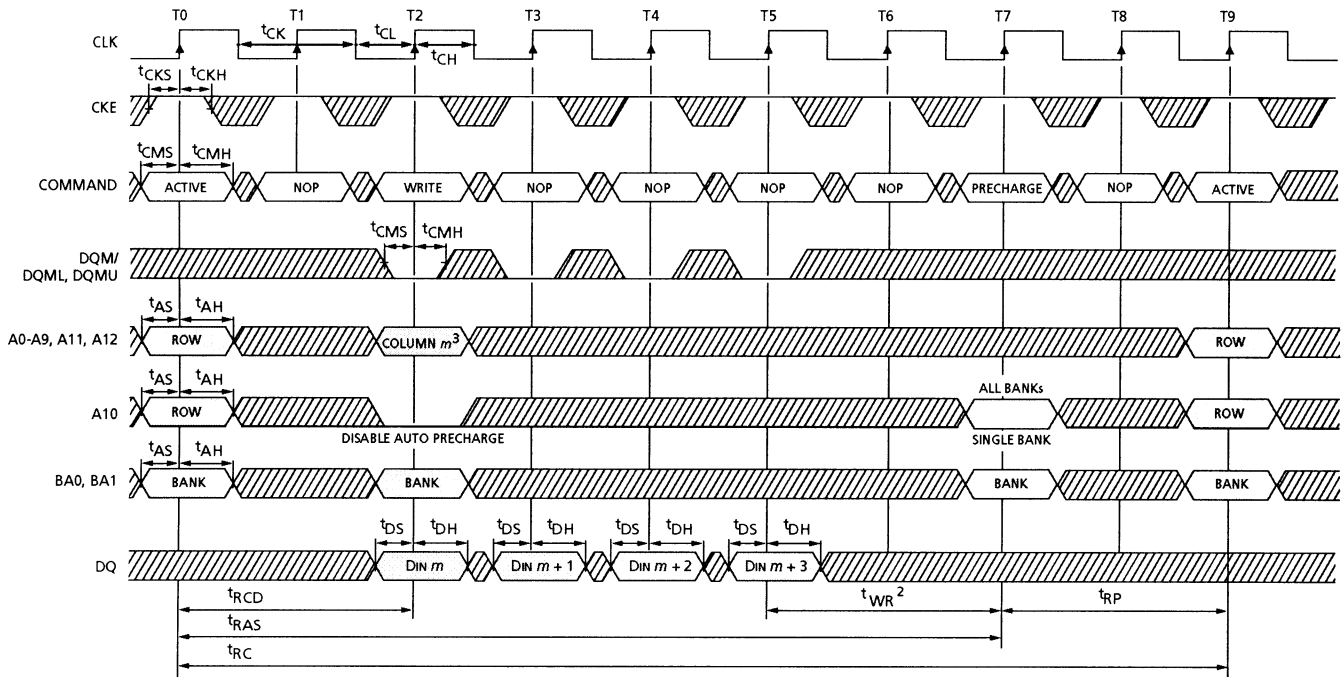 T0 T1 T2 T3 T4 T5 T6 T7 T8 T9
CLK
tCK tCL
tCH
tCKS tCKH
CKE
tCMS tCMH
COMMAND ACTIVE NOP WRITE NOP NOP NOP NOP PRECHARGE NOP ACTIVE
tCMS tCMH
DQM/
DQML, DQMU
tAS tAH
A0-A9, A11, A12 ROW COLUMN m³ ROW
tAS tAH ALL BANKs
A10 ROW ROW
DISABLE AUTO PRECHARGE SINGLE BANK
tAS tAH
BA0, BA1 BANK BANK BANK BANK
tDS tDH tDS tDH tDS tDH tDS tDH
DQ DIN m DIN m + 1 DIN m + 2 DIN m + 3
tRCD tWR² tRP
tRAS
tRC